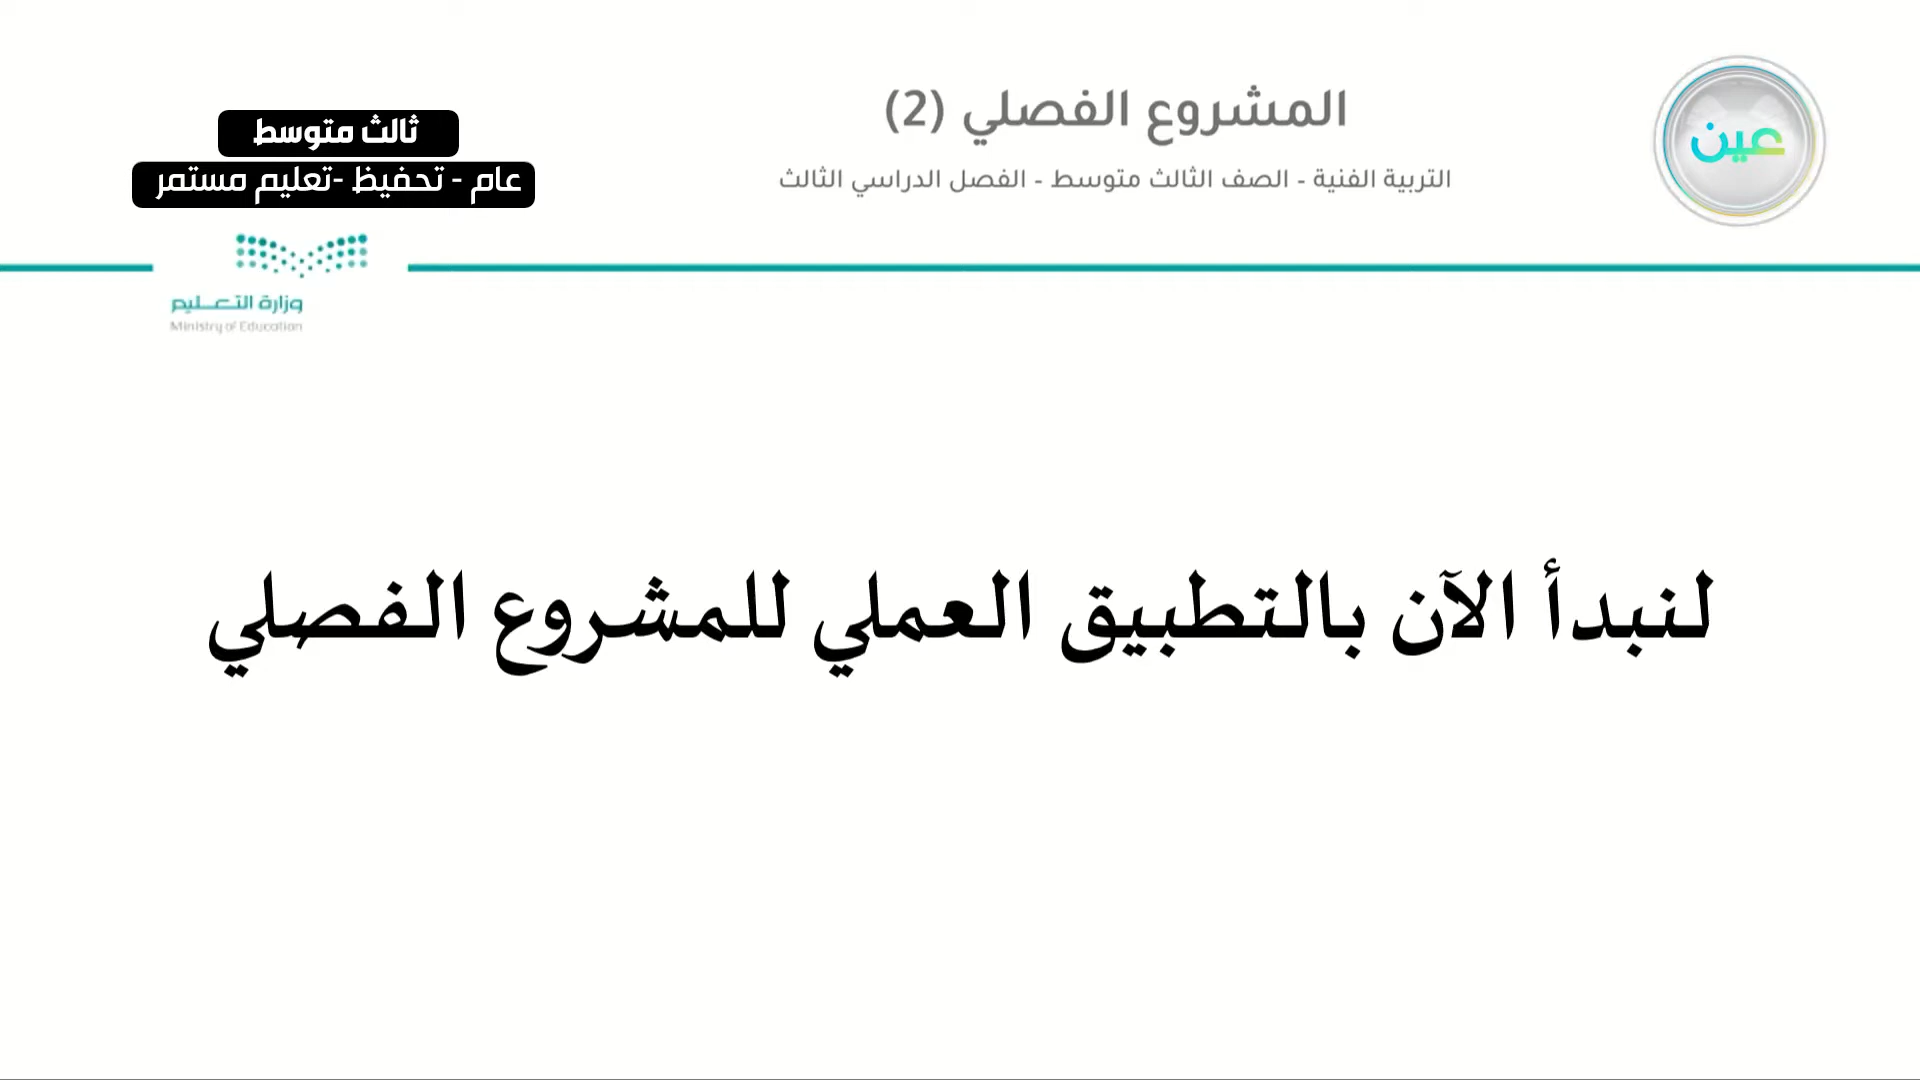 عين
المشروع الفصلي (2)
التربية الفنية - الصف الثالث متوسط - الفصل الدراسي الثالث
ثالث متوسط
عام - تحفيظ -تعليم مستمر
وزارة التعليم
Ministry of Education
لنبدأ الآن بالتطبيق العملي للمشروع الفصلي